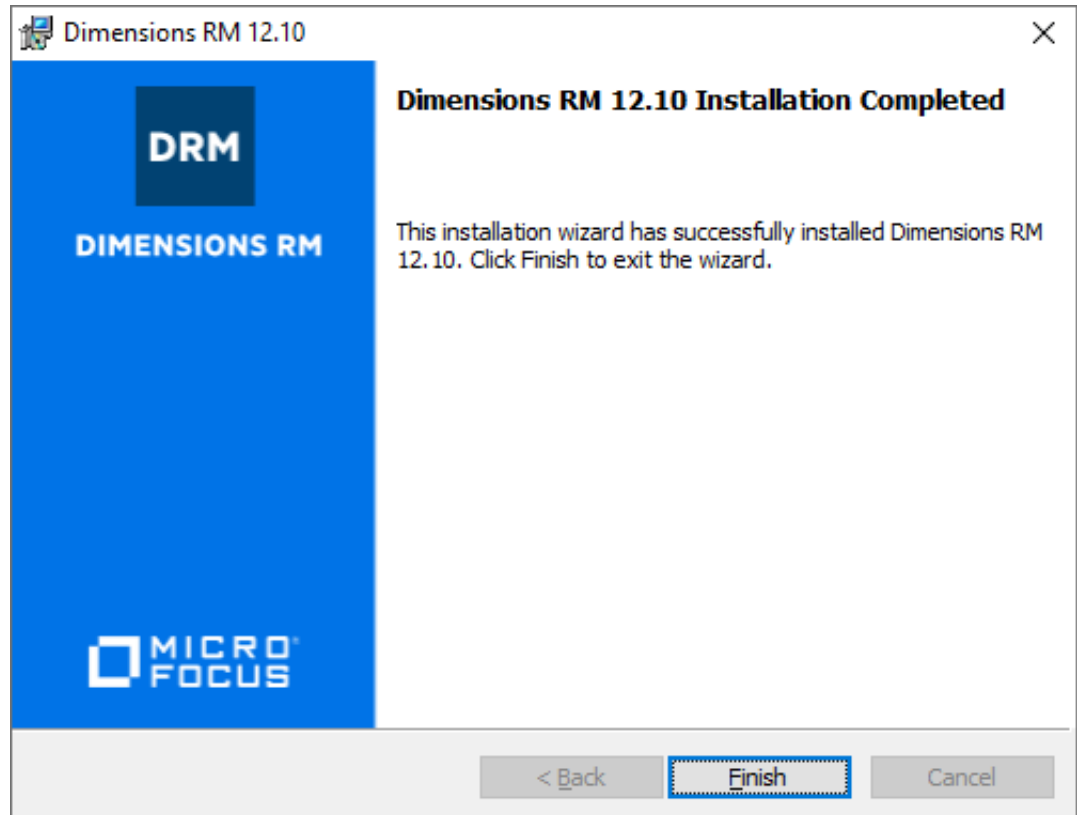 Dimensions RM 12.10
DRM
DIMENSIONS RM
Dimensions RM 12.10 Installation Completed
This installation wizard has successfully installed Dimensions RM
12.10. Click Finish to exit the wizard.
MICRO
FOCUS
< Back
Finish
Cancel